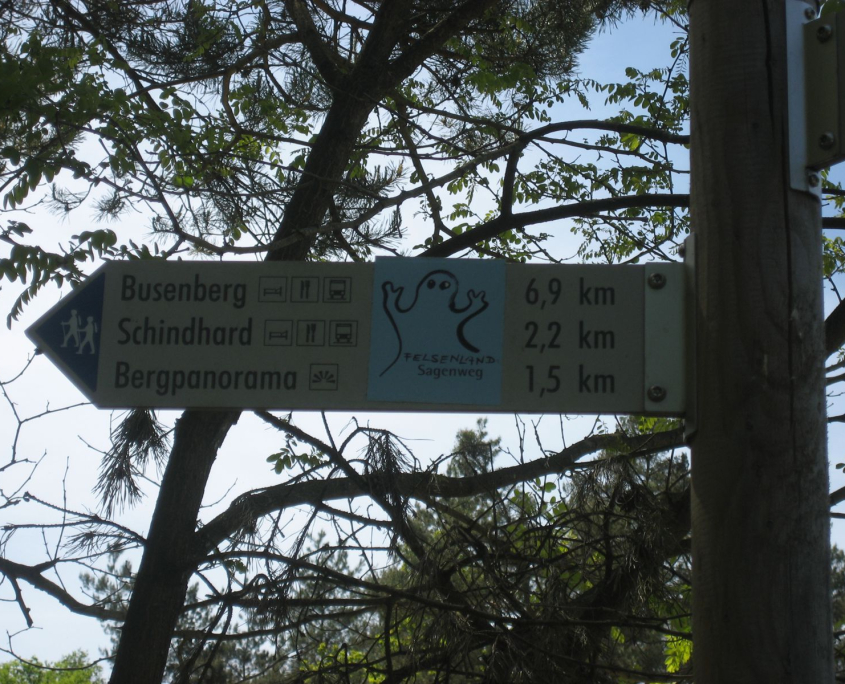 Busenberg 6,9 km
Schindhard 2,2 km
Bergpanorama 1,5 km
FELSENLAND
Sagenweg